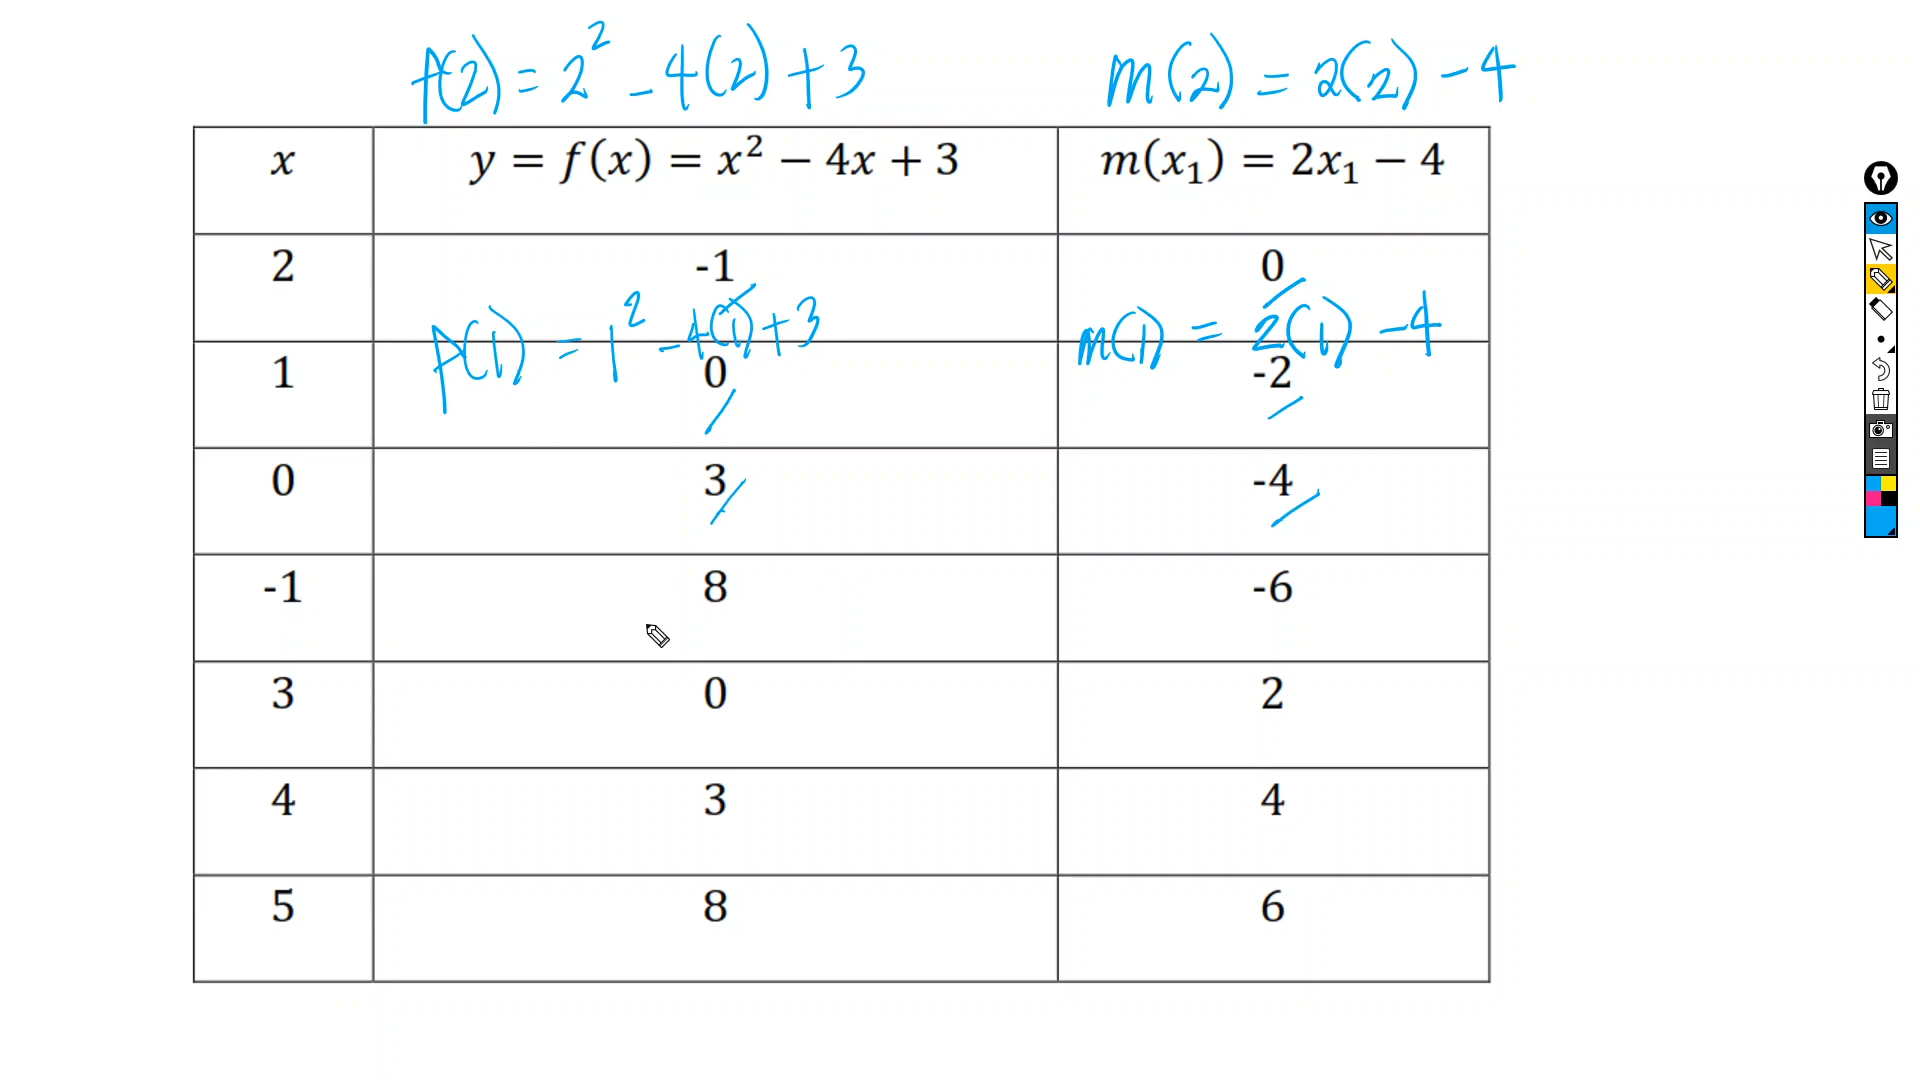 f(2) = 2² - 4(2) + 3 m(2) = 2(2) - 4
x y = f(x) = x² − 4x + 3 m(x₁) = 2x₁ − 4
2 -1 0
f(1) = 1² - 4(1) + 3 m(1) = 2(1) - 4
1 0 -2
0 3 -4
-1 8 -6
3 0 2
4 3 4
5 8 6